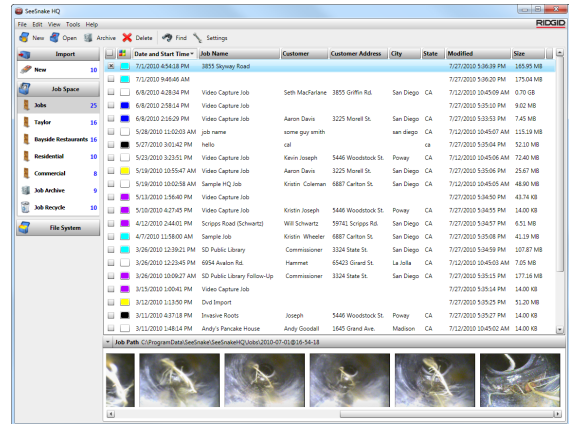 SeeSnake HQ
File Edit View Tools Help
RIDGID
New Open Archive Delete Find Settings
Import
New 10
Job Space
Jobs 25
Taylor 16
Bayside Restaurants 16
Residential 10
Commercial 8
Job Archive 9
Job Recycle 10
File System
Date and Start Time Job Name Customer Customer Address City State Modified Size
7/1/2010 4:54:18 PM 3855 Skyway Road 7/27/2010 5:36:39 PM 165.95 MB
7/1/2010 9:46:46 AM 7/27/2010 5:36:20 PM 175.04 MB
6/8/2010 4:28:34 PM Video Capture Job Seth MacFarlane 3855 Griffin Rd. San Diego CA 7/12/2010 10:45:09 AM 0.70 GB
6/8/2010 2:58:14 PM Video Capture Job 7/27/2010 5:35:10 PM 9.02 MB
6/8/2010 2:16:29 PM Video Capture Job Aaron Davis 3225 Morell St. San Diego CA 7/27/2010 5:33:53 PM 7.45 MB
5/28/2010 11:02:03 AM job name some guy smith san diego CA 7/12/2010 10:45:07 AM 115.19 MB
5/27/2010 3:01:42 PM hello cal ca 7/27/2010 5:35:04 PM 52.10 MB
5/23/2010 3:23:51 PM Video Capture Job Kevin Joseph 5446 Woodstock St. Poway CA 7/12/2010 10:45:06 AM 72.40 MB
5/19/2010 10:55:47 AM Video Capture Job Aaron Davis 3225 Morell St. San Diego CA 7/27/2010 5:35:06 PM 25.67 MB
5/19/2010 10:02:58 AM Sample HQ Job Kristin Coleman 6887 Carlton St. San Diego CA 7/12/2010 10:45:05 AM 48.90 MB
5/13/2010 1:56:40 PM Video Capture Job 7/27/2010 5:34:50 PM 43.74 KB
5/10/2010 4:27:45 PM Video Capture Job Kristin Joseph 5446 Woodstock St. Poway CA 7/27/2010 5:34:55 PM 14.00 KB
4/12/2010 2:44:01 PM Scripps Road (Schwartz) Will Schwartz 59741 Scripps Rd. San Diego CA 7/27/2010 5:34:57 PM 6.51 MB
4/7/2010 11:58:00 AM Sample Job Kristin Wheeler 6887 Carlton St. San Diego CA 7/27/2010 5:35:08 PM 41.19 MB
3/26/2010 12:39:21 PM SD Public Library Commissioner 3324 State St. San Diego CA 7/27/2010 5:34:59 PM 107.87 MB
3/26/2010 12:23:45 PM 6954 Avalon Rd. Hammet 65423 Girard St. La Jolla CA 7/12/2010 10:45:03 AM 7.05 MB
3/26/2010 10:09:27 AM SD Public Library Follow-Up Commissioner 3324 State St. San Diego CA 7/27/2010 5:35:15 PM 177.16 MB
3/15/2010 1:00:41 PM Video Capture Job 7/27/2010 5:35:14 PM 14.00 KB
3/12/2010 1:13:50 PM Dvd Import 7/27/2010 5:35:25 PM 51.20 MB
3/11/2010 4:37:18 PM Invasive Roots Joseph 5446 Woodstock St. Poway CA 7/27/2010 5:35:17 PM 14.00 KB
3/11/2010 1:48:14 PM Andy's Pancake House Andy Goodall 1645 Grand Ave. Madison CA 7/12/2010 10:45:02 AM 14.00 KB
Job Path C:\ProgramData\SeeSnake\SeeSnakeHQ\Jobs\2010-07-01@16-54-18